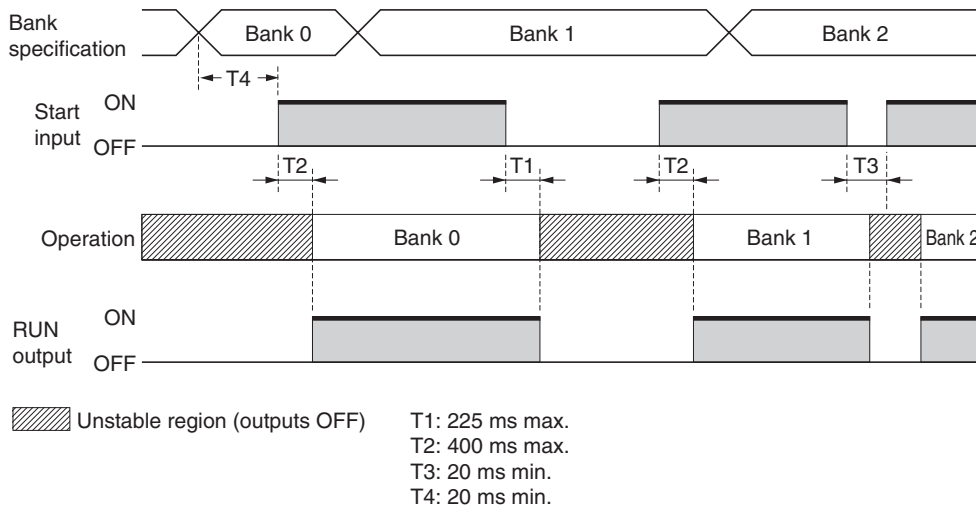 Bank specification
Bank 0
Bank 1
Bank 2
T4
Start input
ON
OFF
T2
T1
T2
T3
Operation
Bank 0
Bank 1
Bank 2
RUN output
ON
OFF
Unstable region (outputs OFF)
T1: 225 ms max.
T2: 400 ms max.
T3: 20 ms min.
T4: 20 ms min.